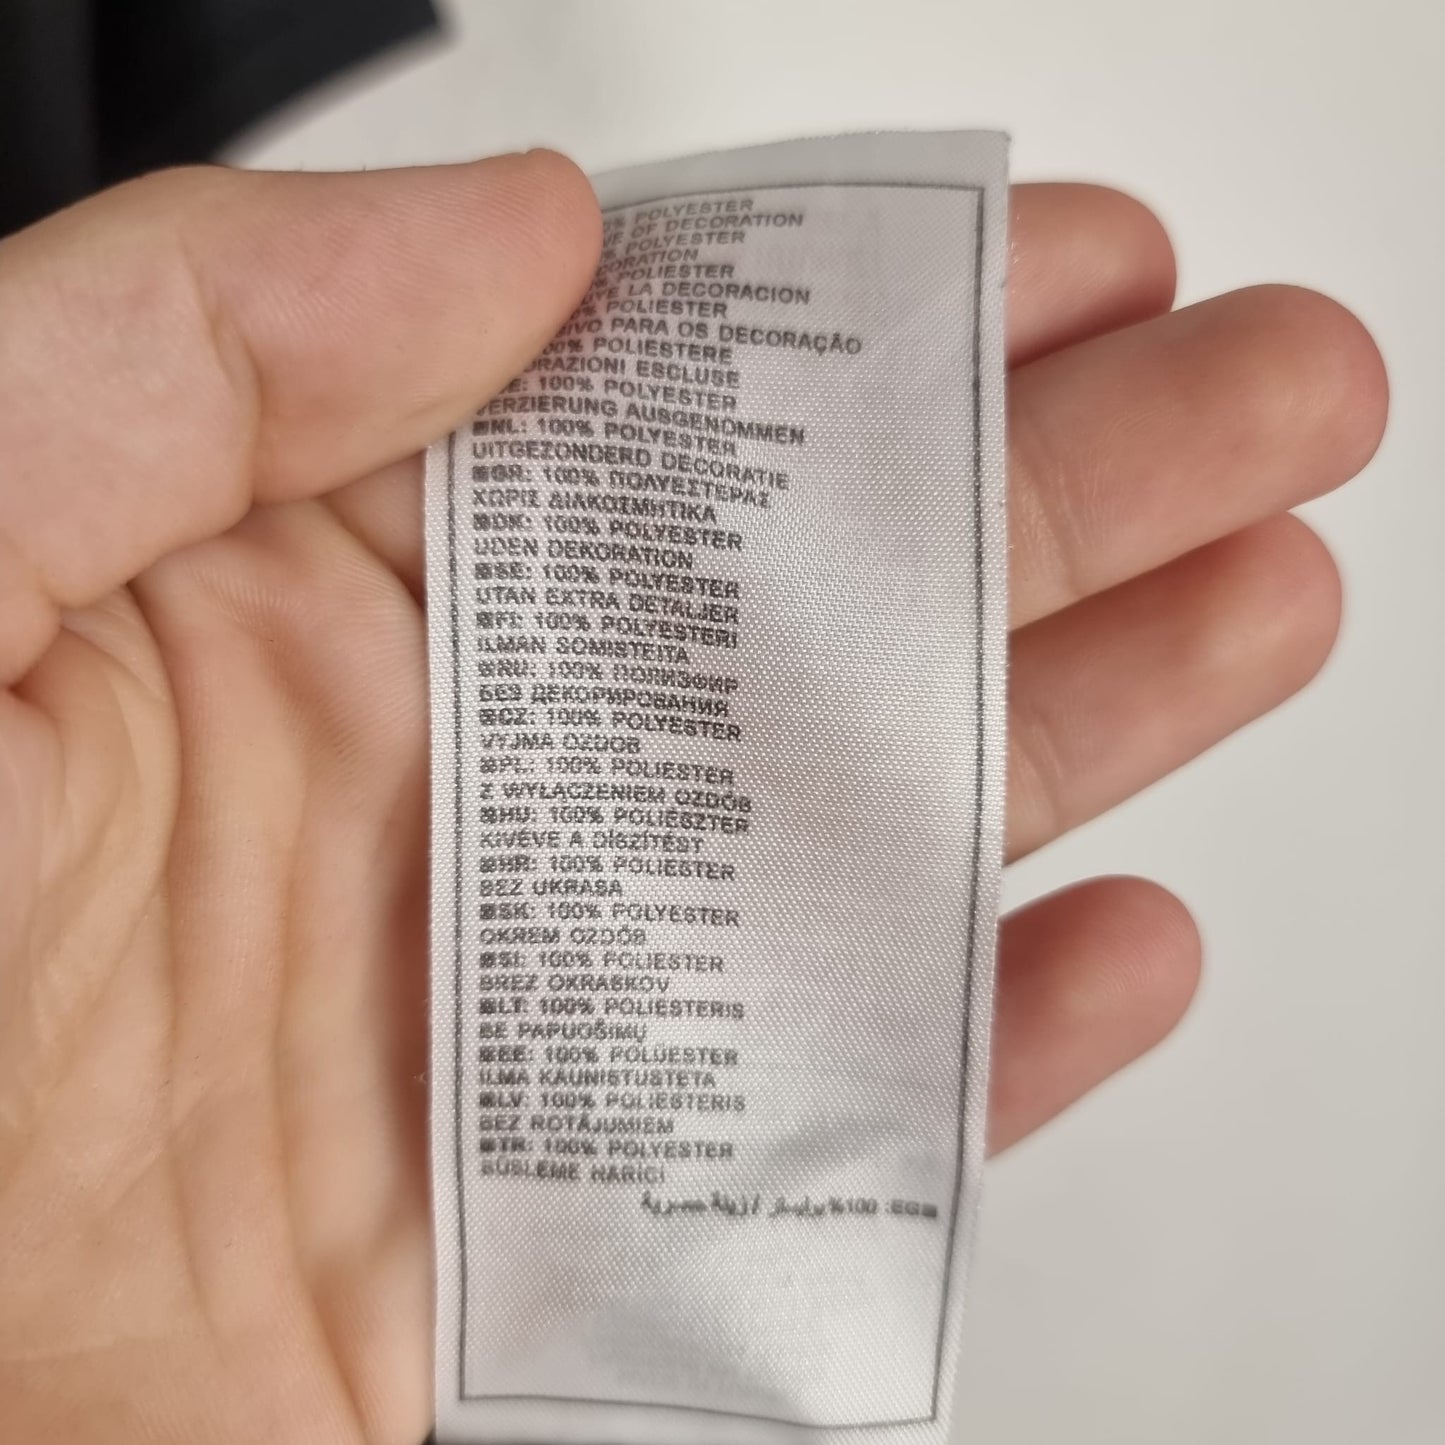 % POLYESTER
OF DECORATION
% POLYESTER
POLIESTER
LA DECORACION
% POLIESTER
PARA OS DECORAÇÃO
POLIESTERE
ESCLUSE
100% POLYESTER
VERZIERUNG AUSGENOMMEN
NL: 100% POLYESTER
UITGEZONDERD DECORATIE
GR: 100% ΠΟΛΥΕΣΤΕΡΑΣ
ΧΩΡΙΣ ΔΙΑΚΟΣΜΗΤΙΚΑ
DK: 100% POLYESTER
UDEN DEKORATION
SE: 100% POLYESTER
UTAN EXTRA DETALJER
FI: 100% POLYESTERI
ILMAN SOMISTEITA
RU: 100% ПОЛИЭФИР
БЕЗ ДЕКОРИРОВАНИЯ
CZ: 100% POLYESTER
VYJMA OZDOB
PL: 100% POLIESTER
Z WYŁĄCZENIEM OZDÓB
HU: 100% POLIÉSZTER
KIVÉVE A DÍSZÍTÉST
HR: 100% POLIESTER
BEZ UKRASA
SK: 100% POLYESTER
OKREM OZDÔB
SI: 100% POLIESTER
BREZ OKRASKOV
LT: 100% POLIESTERIS
BE PAPUOŠIMŲ
EE: 100% POLÜESTER
ILMA KAUNISTUSTETA
LV: 100% POLIESTERIS
BEZ ROTĀJUMIEM
TR: 100% POLYESTER
SÜSLEME HARİCİ
EG: 100%